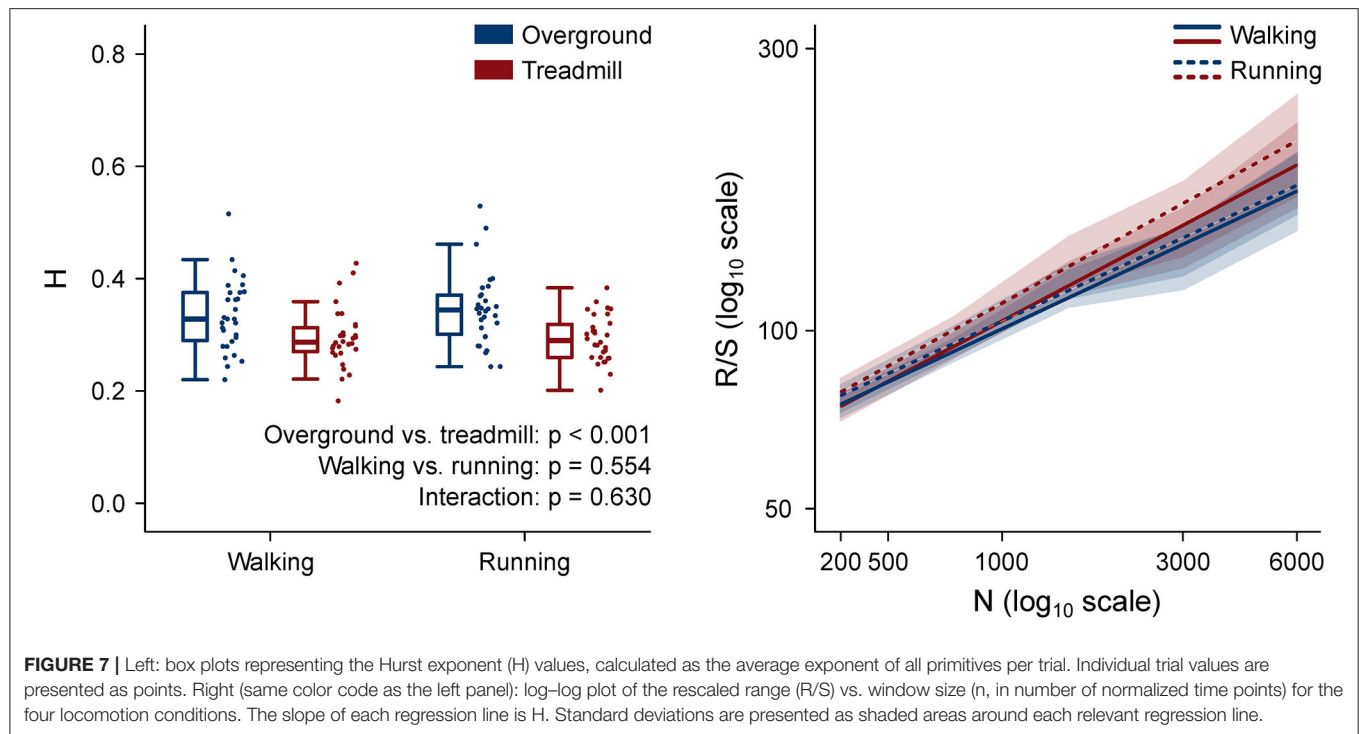 0.8
0.6
0.4
0.2
0.0
H
Overground
Treadmill
Overground vs. treadmill: p < 0.001
Walking vs. running: p = 0.554
Interaction: p = 0.630
Walking Running
300
100
50
R/S (log10 scale)
Walking
Running
200 500 1000 3000 6000
N (log10 scale)
FIGURE 7 | Left: box plots representing the Hurst exponent (H) values, calculated as the average exponent of all primitives per trial. Individual trial values are
presented as points. Right (same color code as the left panel): log–log plot of the rescaled range (R/S) vs. window size (n, in number of normalized time points) for the
four locomotion conditions. The slope of each regression line is H. Standard deviations are presented as shaded areas around each relevant regression line.